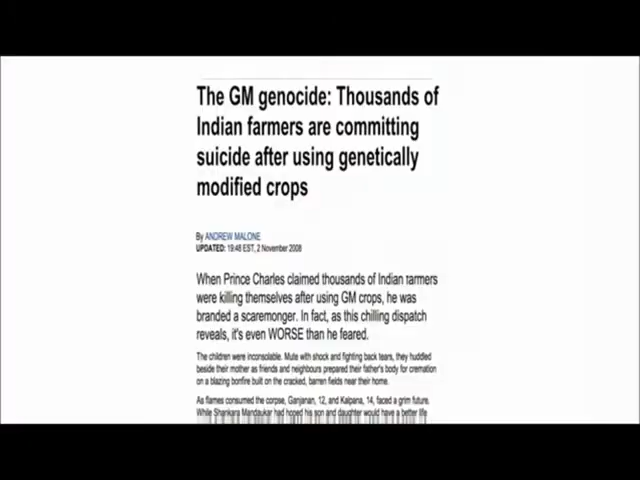 The GM genocide: Thousands of
Indian farmers are committing
suicide after using genetically
modified crops
By ANDREW MALONE
UPDATED: 19:48 EST, 2 November 2008
When Prince Charles claimed thousands of Indian farmers
were killing themselves after using GM crops, he was
branded a scaremonger. In fact, as this chilling dispatch
reveals, it's even WORSE than he feared.
The children were inconsolable. Mute with shock and fighting back tears, they huddled
beside their mother as friends and neighbours prepared their father's body for cremation
on a blazing bonfire built on the cracked, barren fields near their home.
As flames consumed the corpse, Ganjanan, 12, and Kalpana, 14, faced a grim future.
While Shankara Mandaukar had hoped his son and daughter would have a better life